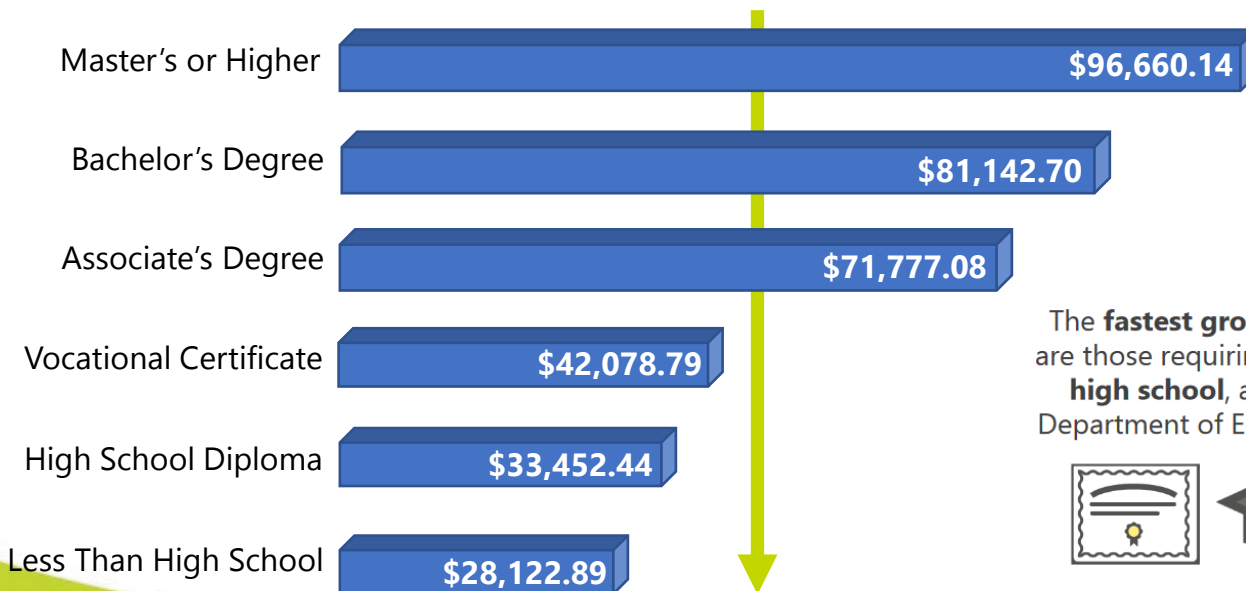 Master’s or Higher $96,660.14
Bachelor’s Degree $81,142.70
Associate’s Degree $71,777.08
Vocational Certificate $42,078.79
High School Diploma $33,452.44
Less Than High School $28,122.89
The fastest
are those
high school,
Department of